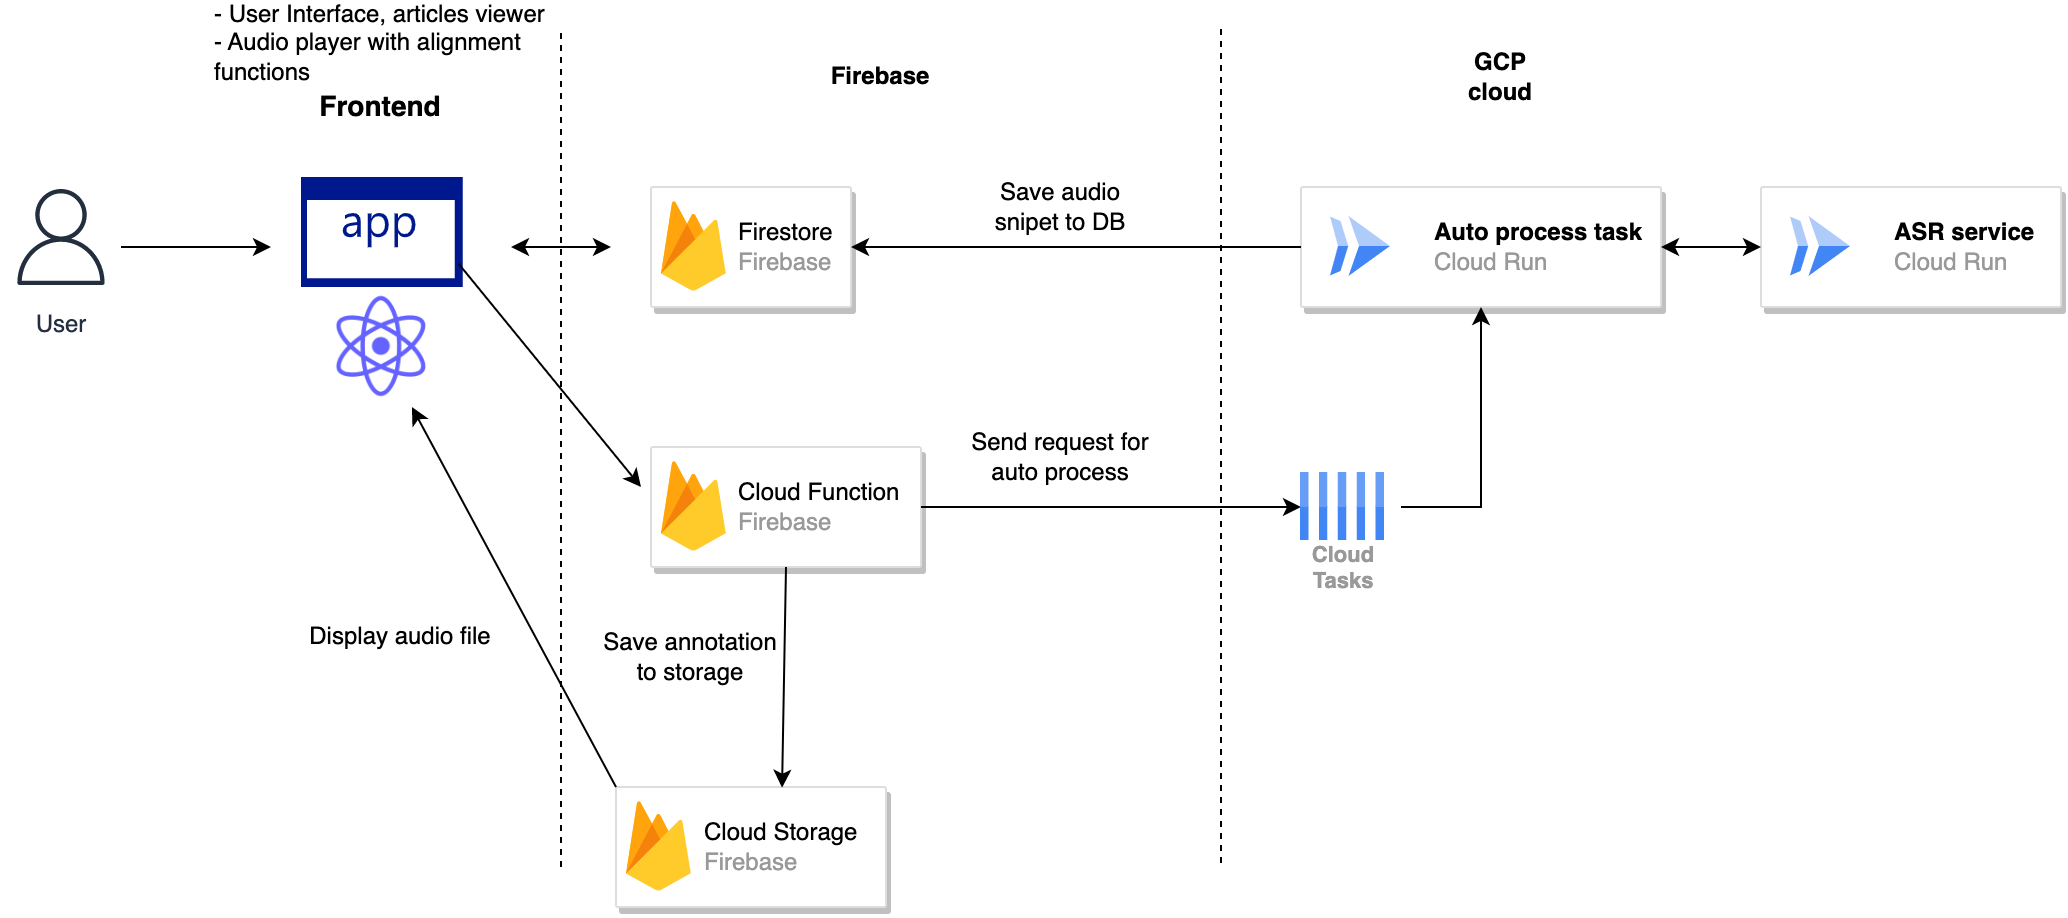 - User Interface, articles viewer
- Audio player with alignment
functions
Frontend
Firebase
GCP
cloud
app
User
Firestore
Firebase
Save audio
snipet to DB
Auto process task
Cloud Run
ASR service
Cloud Run
Cloud Function
Firebase
Send request for
auto process
Cloud
Tasks
Display audio file
Save annotation
to storage
Cloud Storage
Firebase